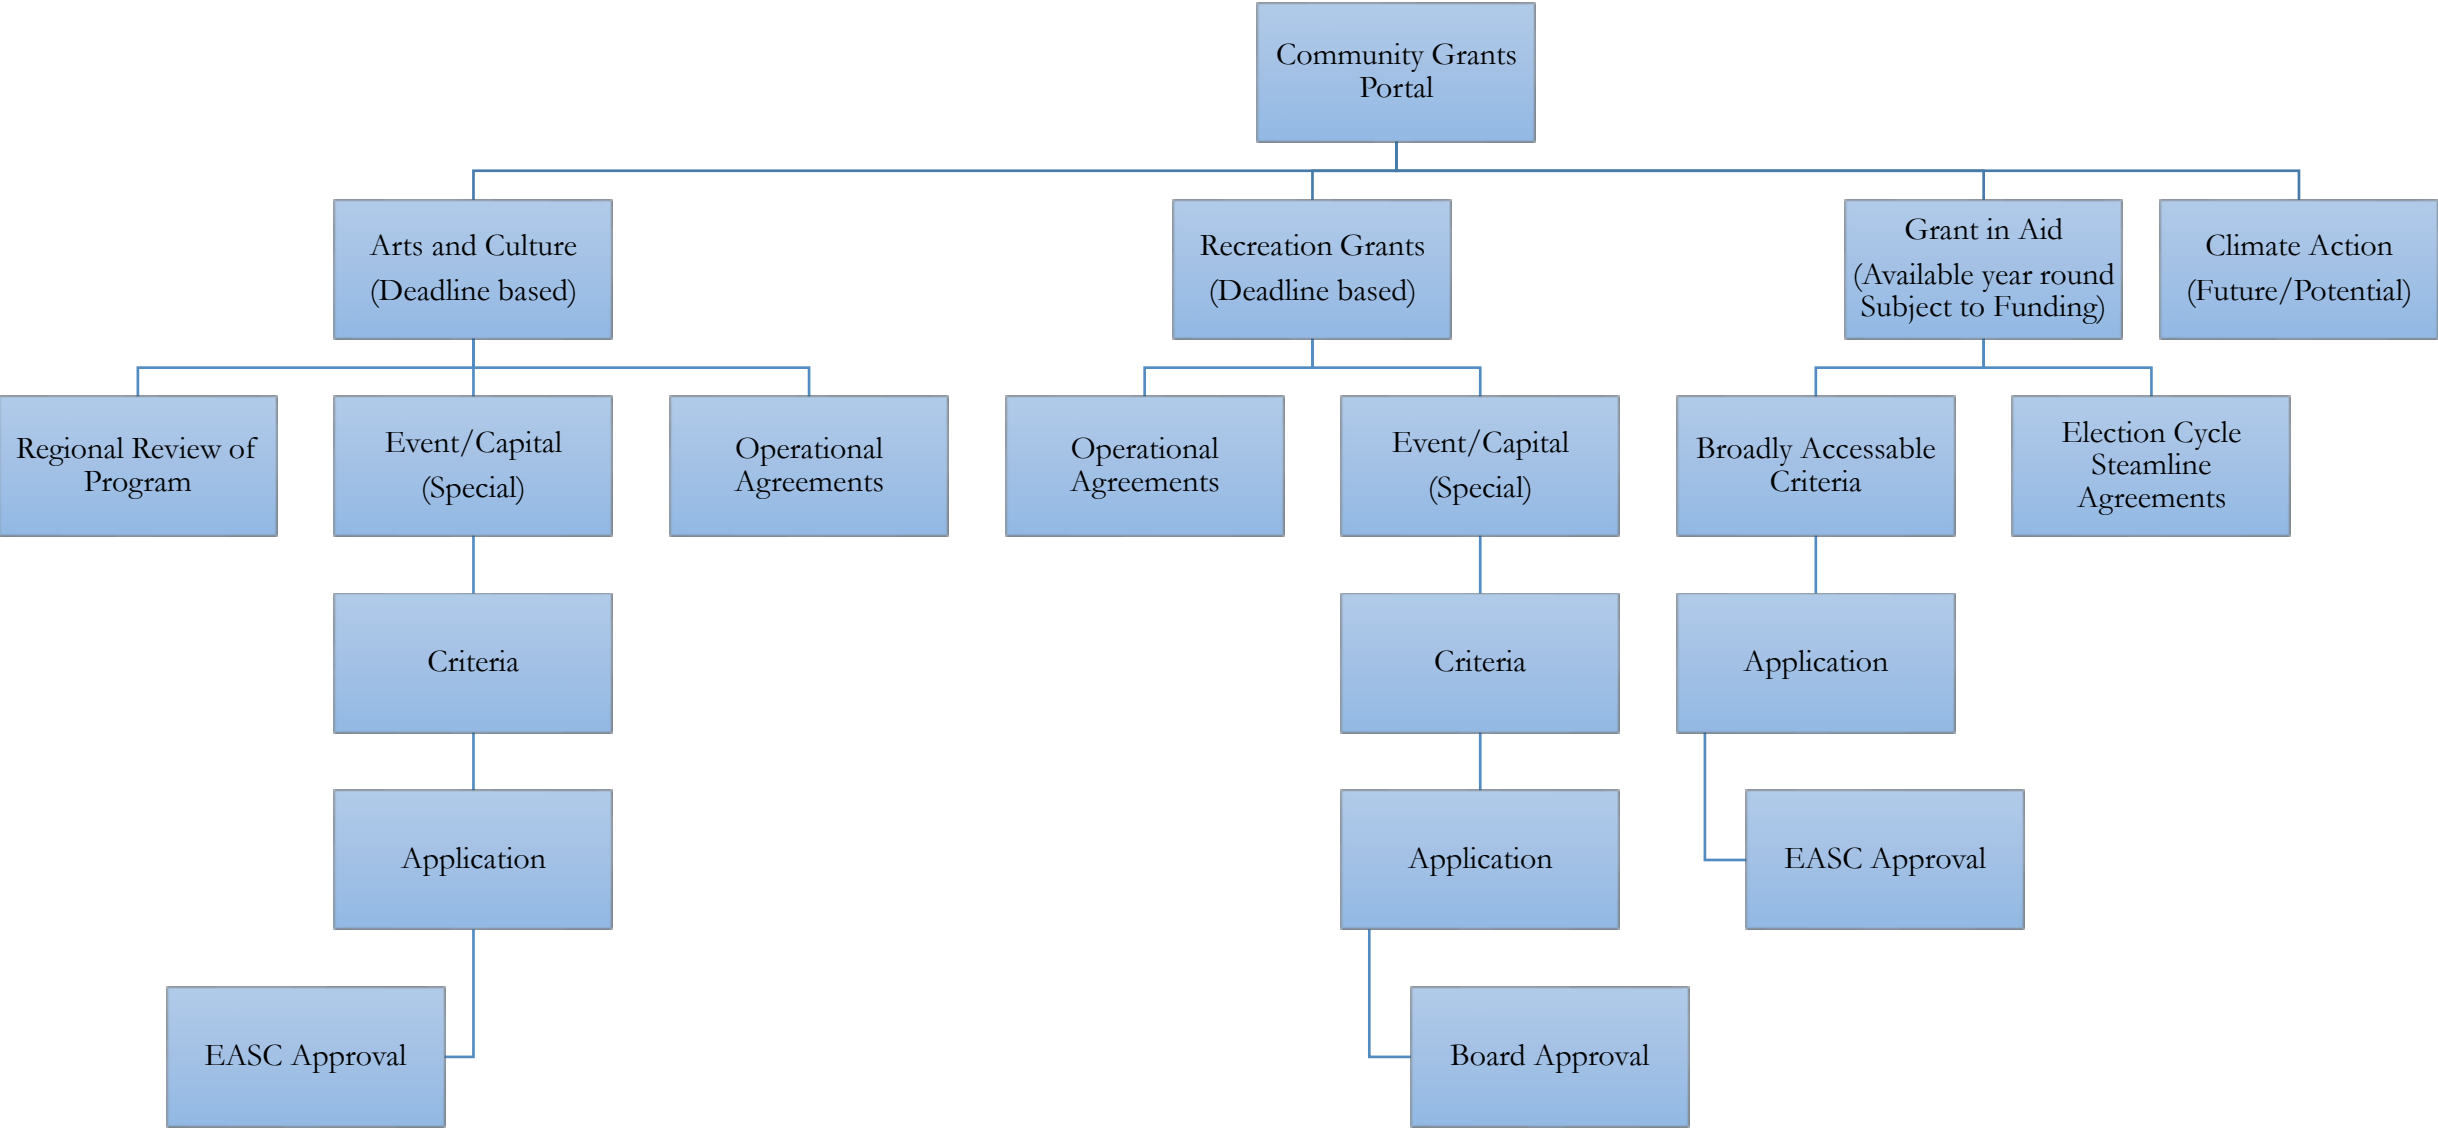 Community Grants
Portal
Arts and Culture
(Deadline based)
Recreation Grants
(Deadline based)
Grant in Aid
(Available year round
Subject to Funding)
Climate Action
(Future/Potential)
Regional Review of
Program
Event/Capital
(Special)
Operational
Agreements
Operational
Agreements
Event/Capital
(Special)
Broadly Accessable
Criteria
Election Cycle
Steamline
Agreements
Criteria
Criteria
Application
Application
Application
EASC Approval
EASC Approval
Board Approval